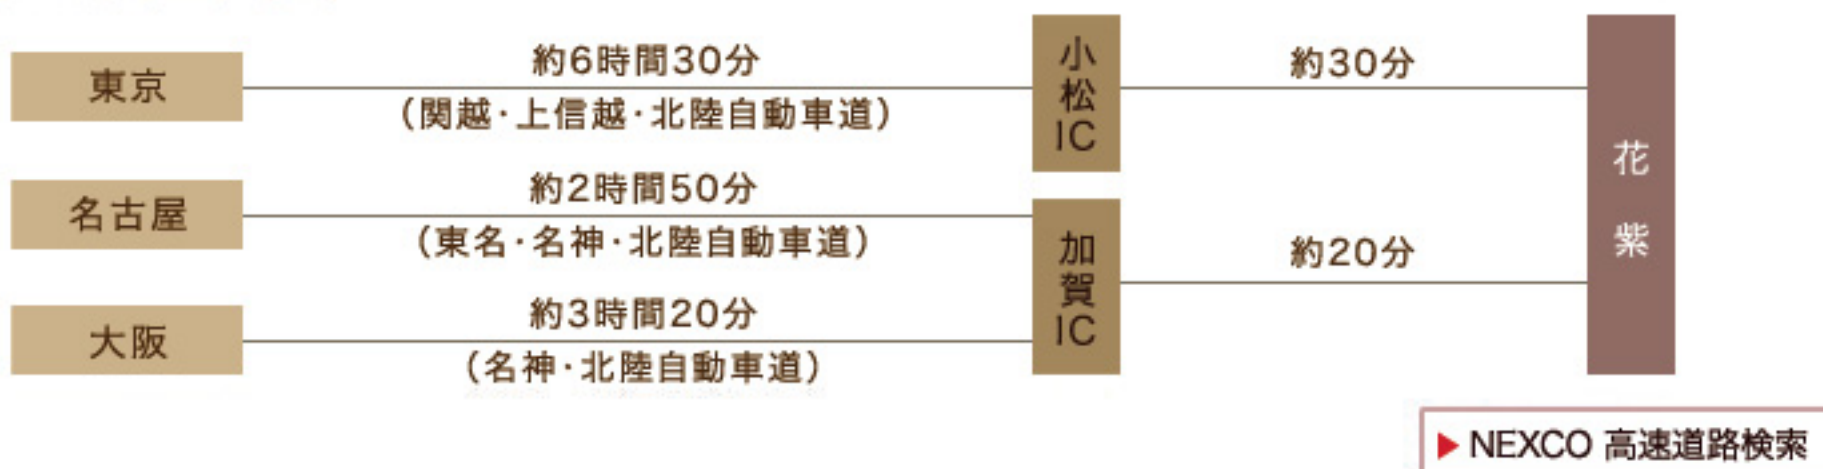 東京
約6時間30分
(関越・上信越・北陸自動車道)
小松IC
約30分
名古屋
約2時間50分
(東名・名神・北陸自動車道)
加賀IC
約20分
大阪
約3時間20分
(名神・北陸自動車道)
花紫
▶ NEXCO 高速道路検索